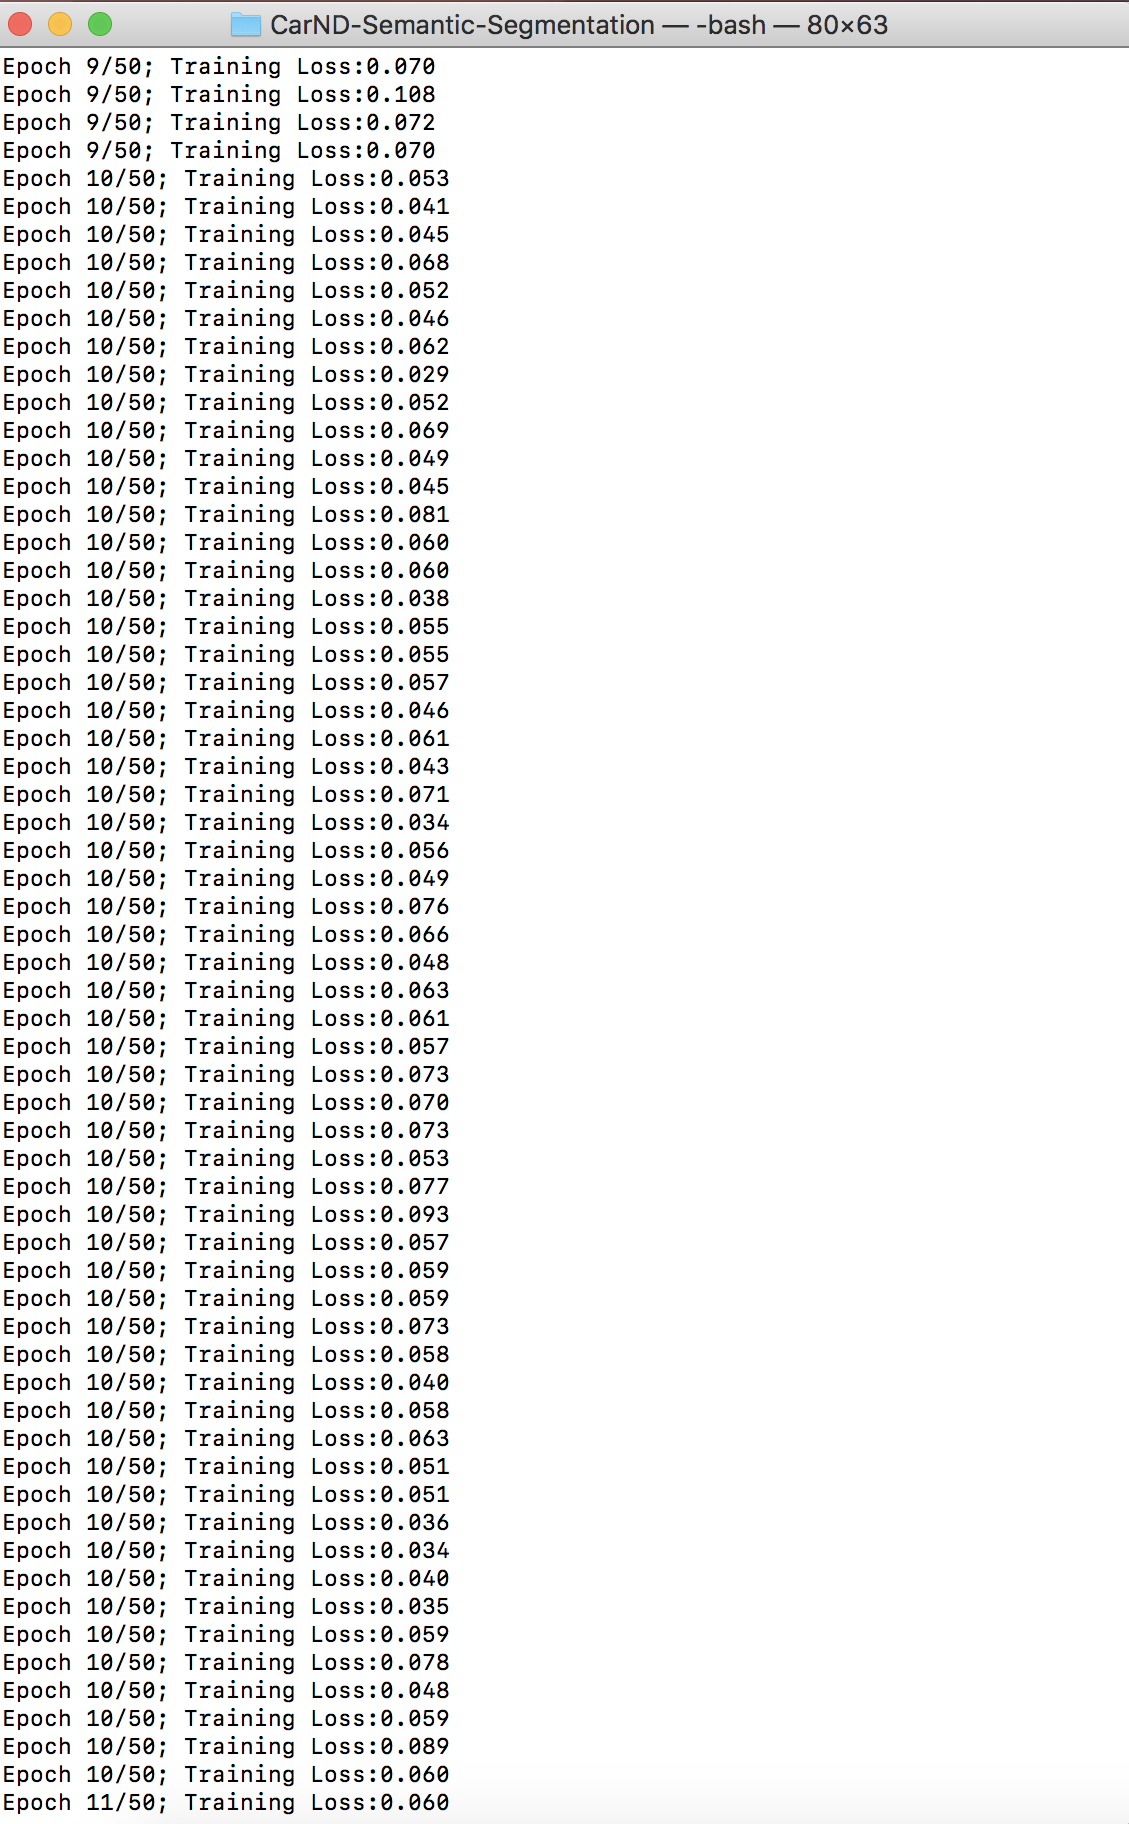 CarND-Semantic-Segmentation — -bash — 80×63
Epoch 9/50; Training Loss:0.070
Epoch 9/50; Training Loss:0.108
Epoch 9/50; Training Loss:0.072
Epoch 9/50; Training Loss:0.070
Epoch 10/50; Training Loss:0.053
Epoch 10/50; Training Loss:0.041
Epoch 10/50; Training Loss:0.045
Epoch 10/50; Training Loss:0.068
Epoch 10/50; Training Loss:0.052
Epoch 10/50; Training Loss:0.046
Epoch 10/50; Training Loss:0.062
Epoch 10/50; Training Loss:0.029
Epoch 10/50; Training Loss:0.052
Epoch 10/50; Training Loss:0.069
Epoch 10/50; Training Loss:0.049
Epoch 10/50; Training Loss:0.045
Epoch 10/50; Training Loss:0.081
Epoch 10/50; Training Loss:0.060
Epoch 10/50; Training Loss:0.060
Epoch 10/50; Training Loss:0.038
Epoch 10/50; Training Loss:0.055
Epoch 10/50; Training Loss:0.055
Epoch 10/50; Training Loss:0.057
Epoch 10/50; Training Loss:0.046
Epoch 10/50; Training Loss:0.061
Epoch 10/50; Training Loss:0.043
Epoch 10/50; Training Loss:0.071
Epoch 10/50; Training Loss:0.034
Epoch 10/50; Training Loss:0.056
Epoch 10/50; Training Loss:0.049
Epoch 10/50; Training Loss:0.076
Epoch 10/50; Training Loss:0.066
Epoch 10/50; Training Loss:0.048
Epoch 10/50; Training Loss:0.063
Epoch 10/50; Training Loss:0.061
Epoch 10/50; Training Loss:0.057
Epoch 10/50; Training Loss:0.073
Epoch 10/50; Training Loss:0.070
Epoch 10/50; Training Loss:0.073
Epoch 10/50; Training Loss:0.053
Epoch 10/50; Training Loss:0.077
Epoch 10/50; Training Loss:0.093
Epoch 10/50; Training Loss:0.057
Epoch 10/50; Training Loss:0.059
Epoch 10/50; Training Loss:0.059
Epoch 10/50; Training Loss:0.073
Epoch 10/50; Training Loss:0.058
Epoch 10/50; Training Loss:0.040
Epoch 10/50; Training Loss:0.058
Epoch 10/50; Training Loss:0.063
Epoch 10/50; Training Loss:0.051
Epoch 10/50; Training Loss:0.051
Epoch 10/50; Training Loss:0.036
Epoch 10/50; Training Loss:0.034
Epoch 10/50; Training Loss:0.040
Epoch 10/50; Training Loss:0.035
Epoch 10/50; Training Loss:0.059
Epoch 10/50; Training Loss:0.078
Epoch 10/50; Training Loss:0.048
Epoch 10/50; Training Loss:0.059
Epoch 10/50; Training Loss:0.089
Epoch 10/50; Training Loss:0.060
Epoch 11/50; Training Loss:0.060